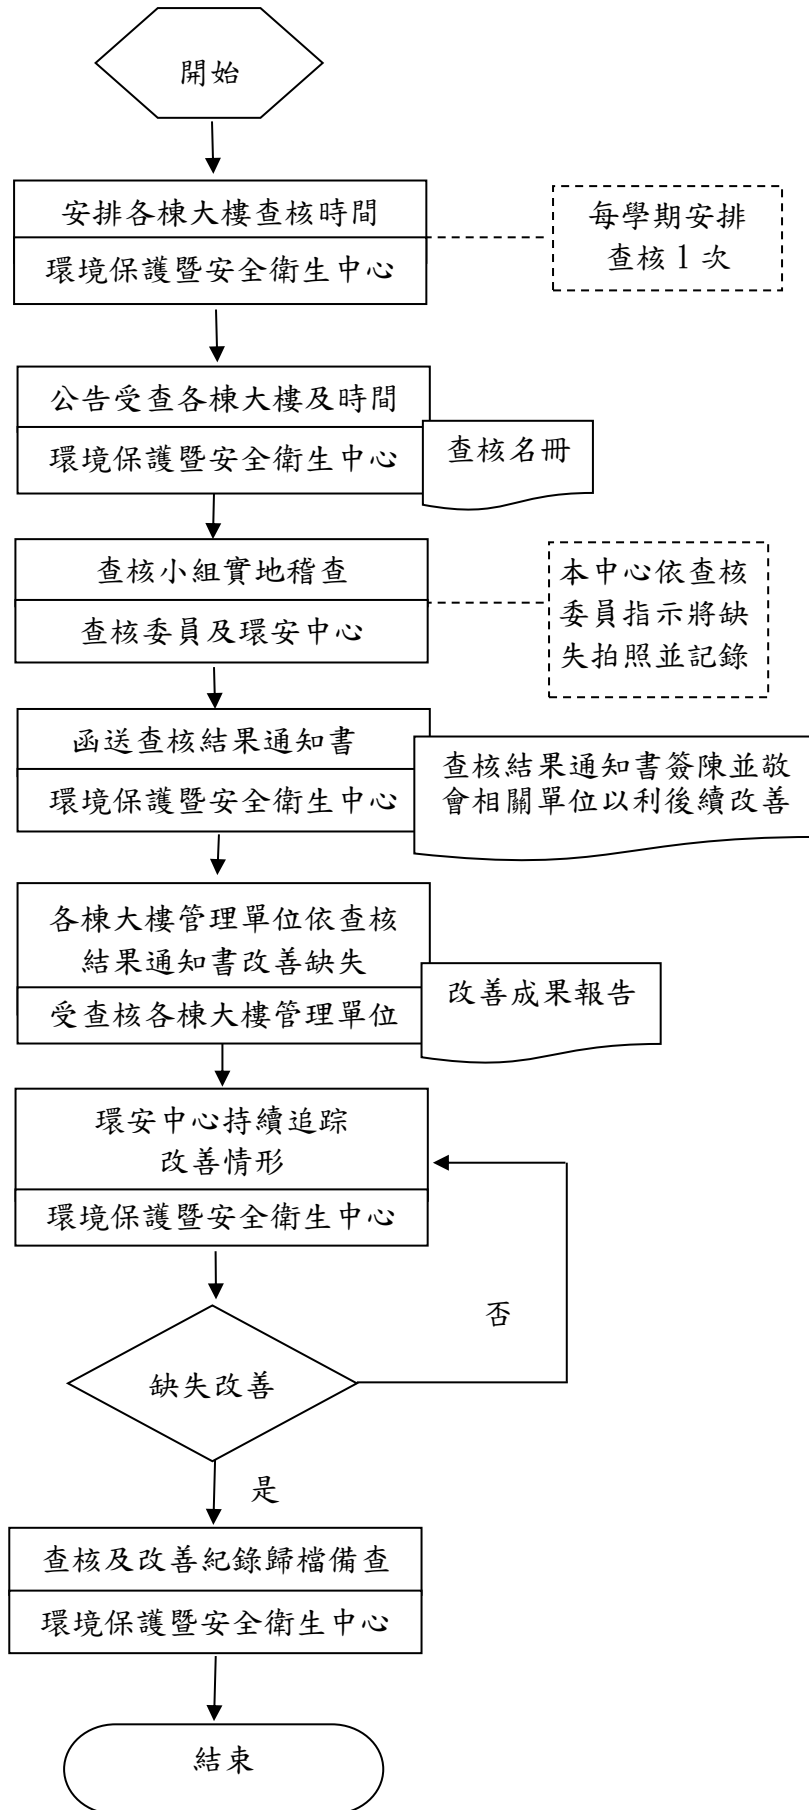 開始
安排各棟大樓查核時間
環境保護暨安全衛生中心
每學期安排
查核1次
公告受查各棟大樓及時間
環境保護暨安全衛生中心
查核名冊
查核小組實地稽查
查核委員及環安中心
本中心依查核
委員指示將缺
失拍照並記錄
函送查核結果通知書
環境保護暨安全衛生中心
查核結果通知書簽陳並敬
會相關單位以利後續改善
各棟大樓管理單位依查核
結果通知書改善缺失
受查核各棟大樓管理單位
改善成果報告
環安中心持續追踪
改善情形
環境保護暨安全衛生中心
否
缺失改善
是
查核及改善紀錄歸檔備查
環境保護暨安全衛生中心
結束